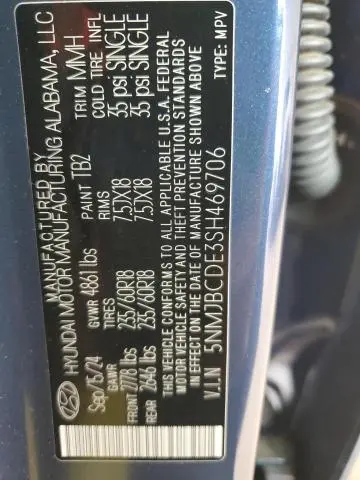 MANUFACTURED BY
HYUNDAI MOTOR MANUFACTURING ALABAMA, LLC
Sep/25/24 GVWR 4861 lbs PAINT TB2 TRIM MMH
GAWR TIRES RIMS COLD TIRE INFL
FRONT 2778 lbs 235/60R18 7.5JX18 35 psi SINGLE
REAR 2646 lbs 235/60R18 7.5JX18 35 psi SINGLE
THIS VEHICLE CONFORMS TO ALL APPLICABLE U.S.A. FEDERAL
MOTOR VEHICLE SAFETY AND THEFT PREVENTION STANDARDS
IN EFFECT ON THE DATE OF MANUFACTURE SHOWN ABOVE
V.I.N 5NMJBCDE3SH469706 TYPE: MPV